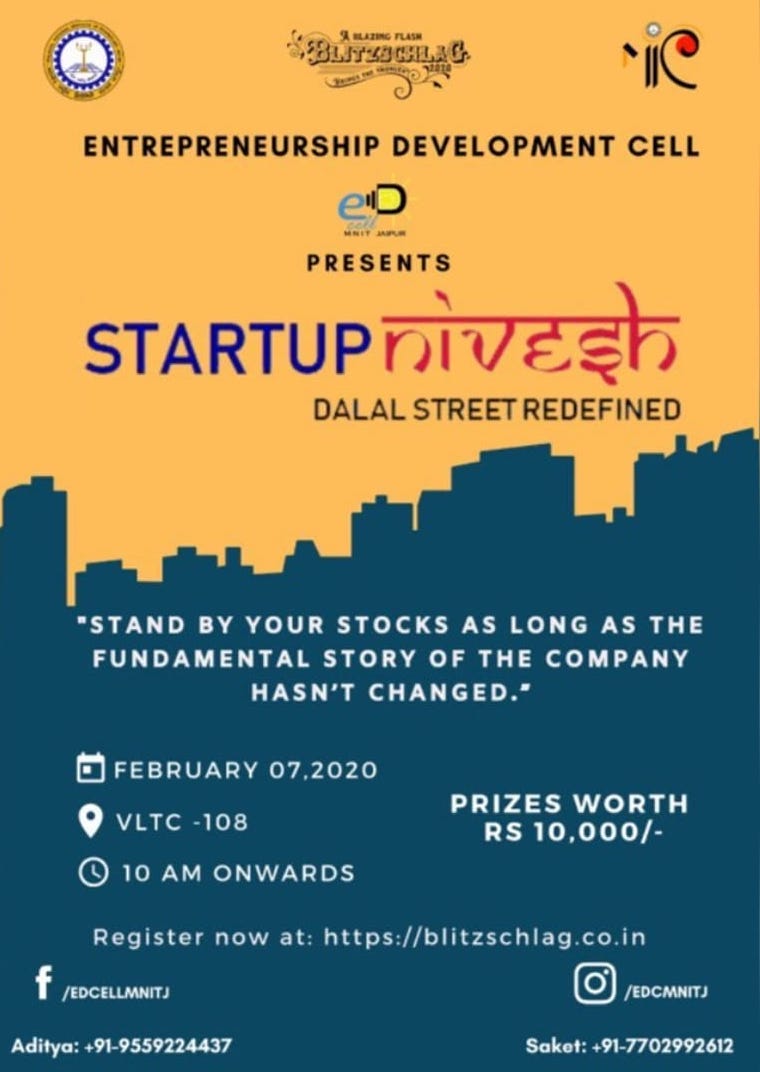 A BLAZING FLASH
BLITZSCHLAG
2020
ENTREPRENEURSHIP DEVELOPMENT CELL
eD
cell
MNIT JAIPUR
PRESENTS
STARTUP nivesh
DALAL STREET REDEFINED
"STAND BY YOUR STOCKS AS LONG AS THE
FUNDAMENTAL STORY OF THE COMPANY
HASN'T CHANGED."
FEBRUARY 07,2020
VLTC -108
10 AM ONWARDS
PRIZES WORTH
RS 10,000/-
Register now at: https://blitzschlag.co.in
/EDCELLMNITJ
/EDCMNITJ
Aditya: +91-9559224437
Saket: +91-7702992612